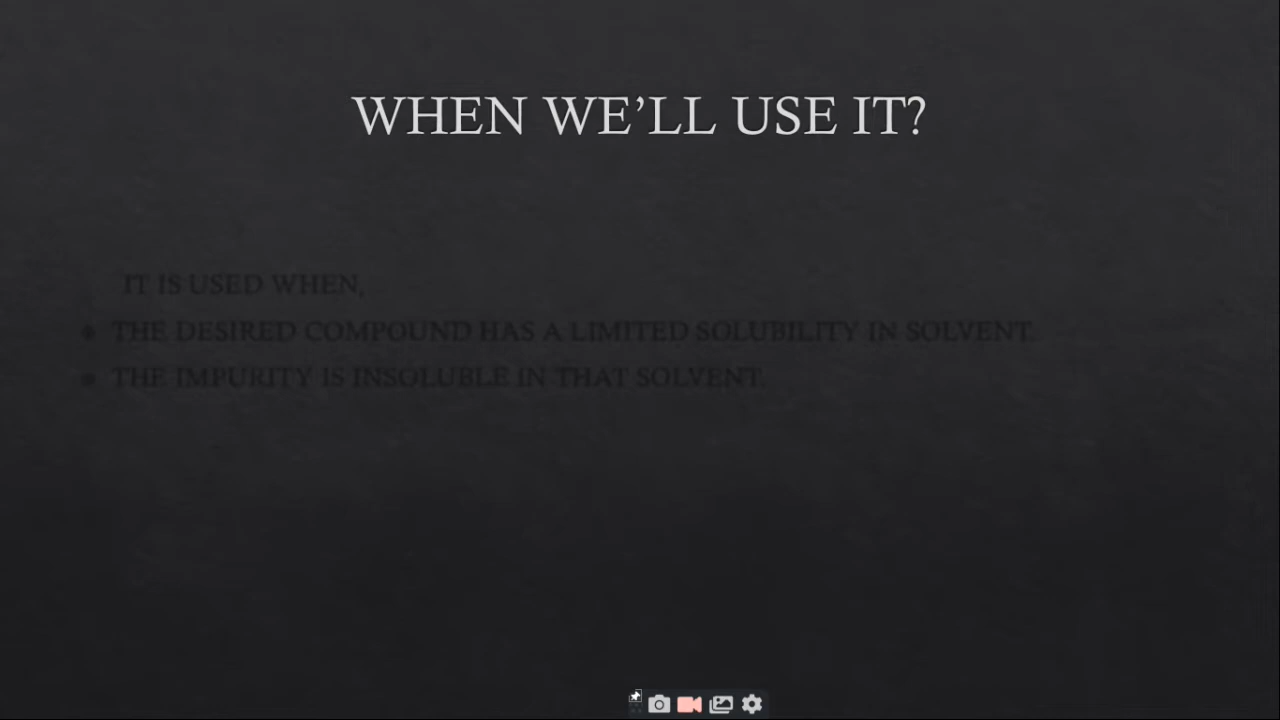 WHEN WE’LL USE IT?
IT IS USED WHEN,
THE DESIRED COMPOUND HAS A LIMITED SOLUBILITY IN SOLVENT.
THE IMPURITY IS INSOLUBLE IN THAT SOLVENT.